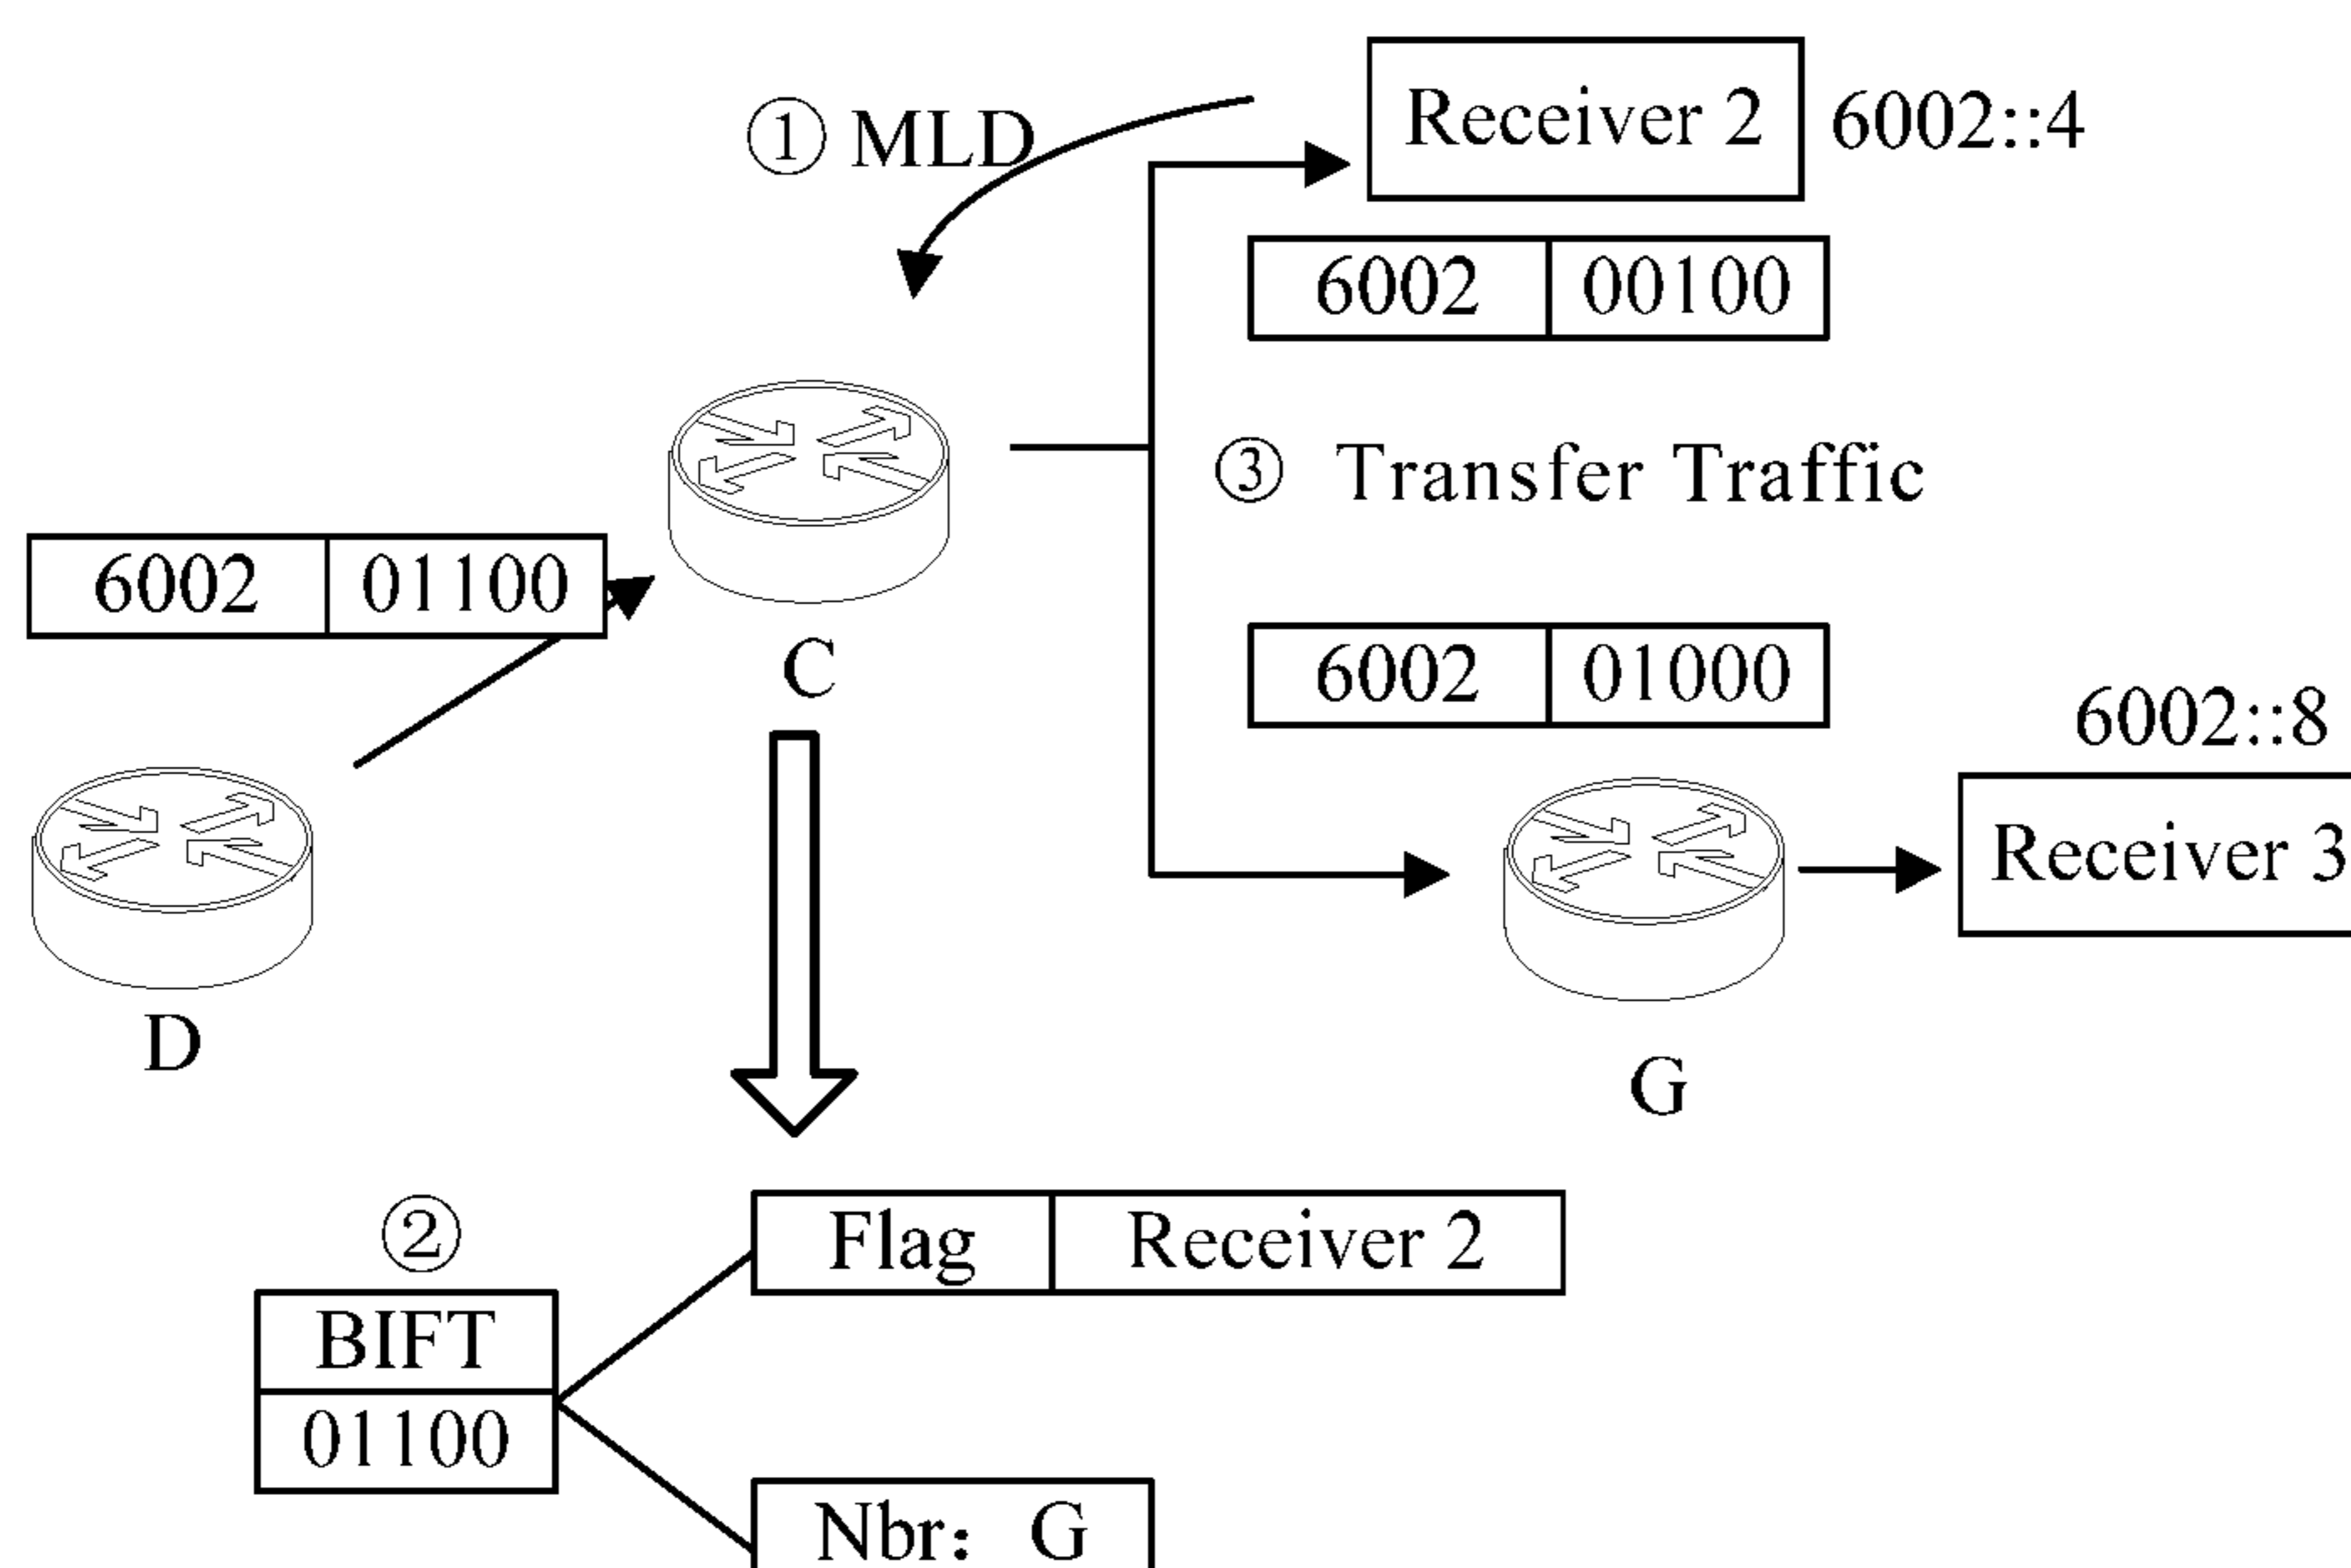 ① MLD
Receiver 2 6002::4
6002 00100
③ Transfer Traffic
6002 01100
C
6002 01000
6002::8
Receiver 3
D
G
②
Flag Receiver 2
BIFT
01100
Nbr: G